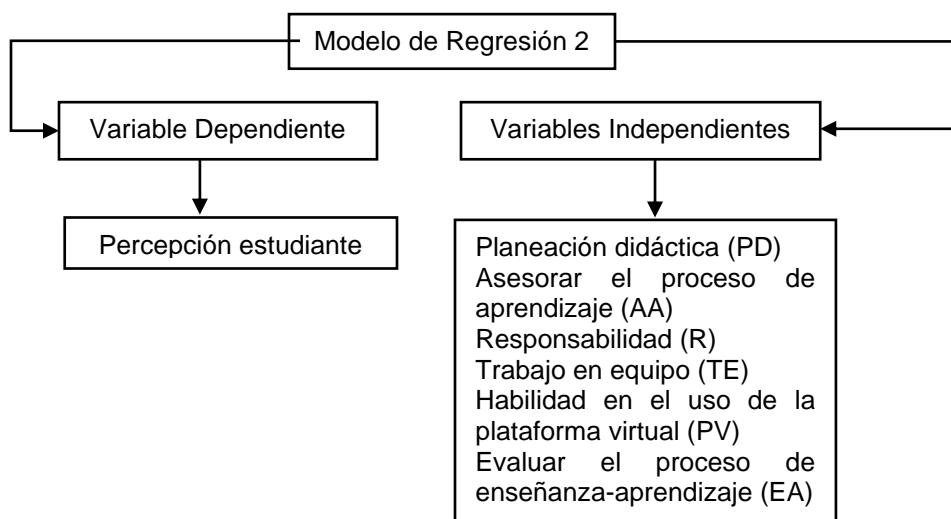 Modelo de Regresión 2
Variable Dependiente
Variables Independientes
Percepción estudiante
Planeación didáctica (PD)
Asesorar el proceso de
aprendizaje (AA)
Responsabilidad (R)
Trabajo en equipo (TE)
Habilidad en el uso de la
plataforma virtual (PV)
Evaluar el proceso de
enseñanza-aprendizaje (EA)